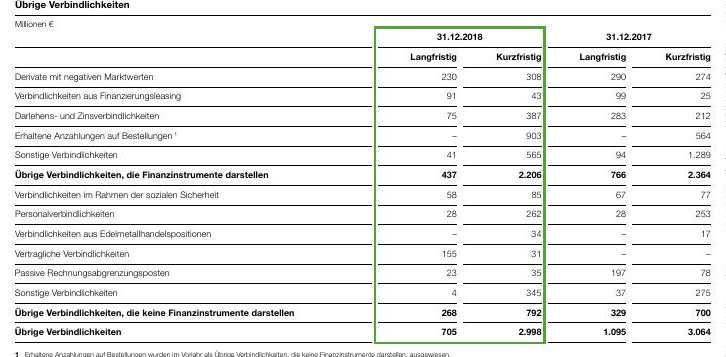 Übrige Verbindlichkeiten
Millionen €
31.12.2018 31.12.2017
Langfristig Kurzfristig Langfristig Kurzfristig
Derivate mit negativen Marktwerten 230 308 290 274
Verbindlichkeiten aus Finanzierungsleasing 91 43 99 25
Darlehens- und Zinsverbindlichkeiten 75 387 283 212
Erhaltene Anzahlungen auf Bestellungen ¹ – 903 – 564
Sonstige Verbindlichkeiten 41 565 94 1.289
Übrige Verbindlichkeiten, die Finanzinstrumente darstellen 437 2.206 766 2.364
Verbindlichkeiten im Rahmen der sozialen Sicherheit 58 85 67 77
Personalverbindlichkeiten 28 262 28 253
Verbindlichkeiten aus Edelmetallhandelspositionen – 34 – 17
Vertragliche Verbindlichkeiten 155 31 – –
Passive Rechnungsabgrenzungsposten 23 35 197 78
Sonstige Verbindlichkeiten 4 345 37 275
Übrige Verbindlichkeiten, die keine Finanzinstrumente darstellen 268 792 329 700
Übrige Verbindlichkeiten 705 2.998 1.095 3.064
1 Erhaltene Anzahlungen auf Bestellungen wurden im Vorjahr als Übrige Verbindlichkeiten, die keine Finanzinstrumente darstellen, ausgewiesen.